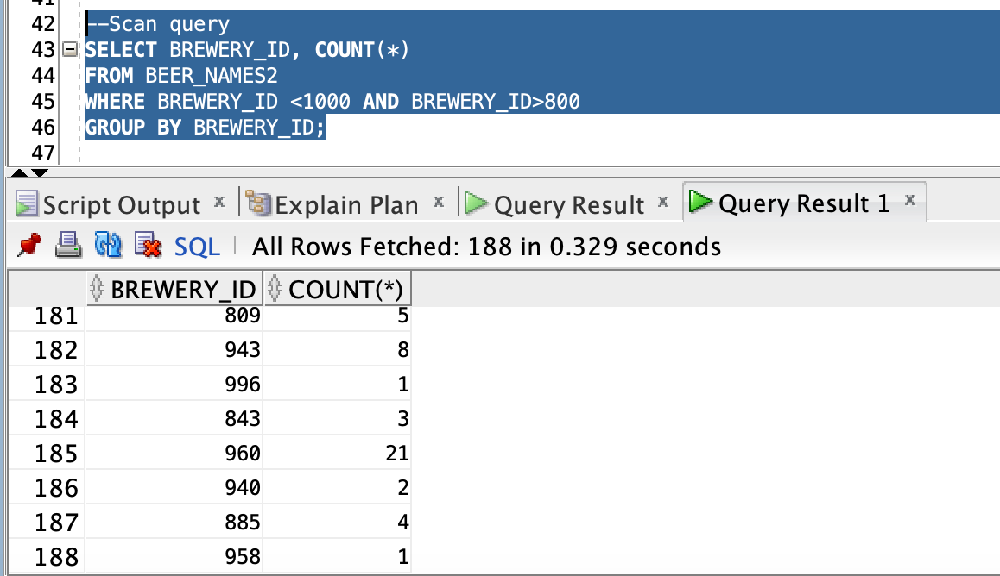 41
42 --Scan query
43 SELECT BREWERY_ID, COUNT(*)
44 FROM BEER_NAMES2
45 WHERE BREWERY_ID <1000 AND BREWERY_ID>800
46 GROUP BY BREWERY_ID;
47
Script Output x Explain Plan x Query Result x Query Result 1 x
SQL All Rows Fetched: 188 in 0.329 seconds
BREWERY_ID COUNT(*)
181 809 5
182 943 8
183 996 1
184 843 3
185 960 21
186 940 2
187 885 4
188 958 1